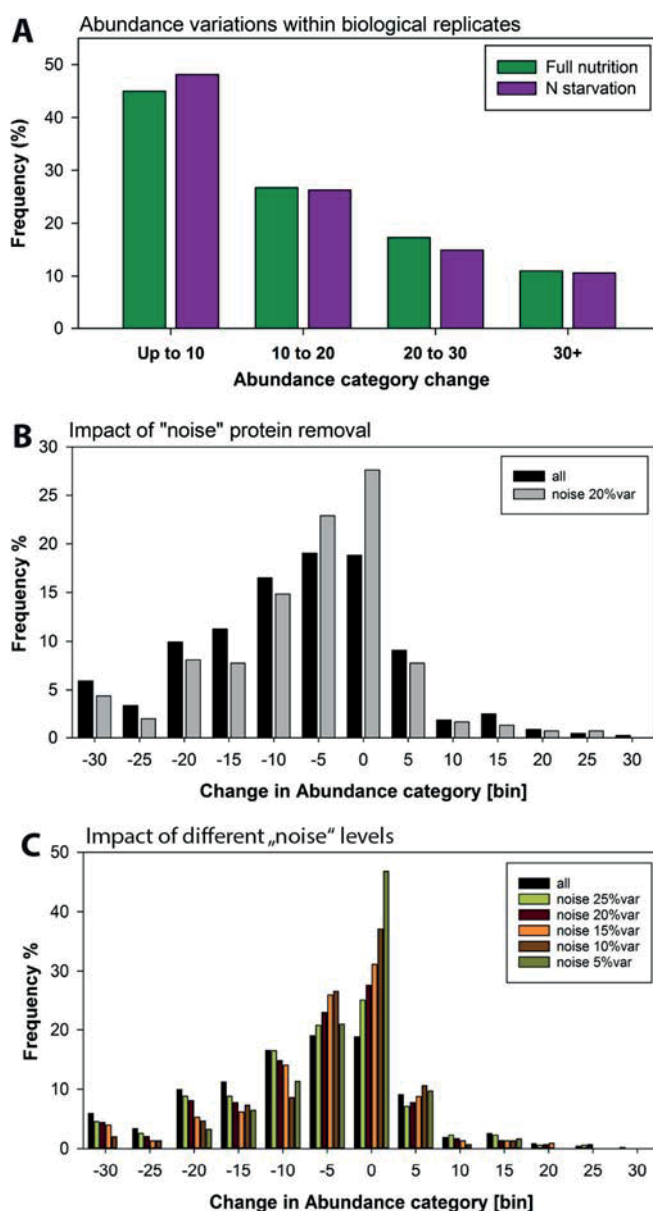 A Abundance variations within biological replicates
50
40
30
20
10
0
Frequency (%)
Full nutrition
N starvation
Up to 10 10 to 20 20 to 30 30+
Abundance category change
B Impact of "noise" protein removal
30
25
20
15
10
5
0
Frequency %
all
noise 20%var
-30 -25 -20 -15 -10 -5 0 5 10 15 20 25 30
Change in Abundance category [bin]
C Impact of different „noise“ levels
50
40
30
20
10
0
Frequency %
all
noise 25%var
noise 20%var
noise 15%var
noise 10%var
noise 5%var
-30 -25 -20 -15 -10 -5 0 5 10 15 20 25 30
Change in Abundance category [bin]